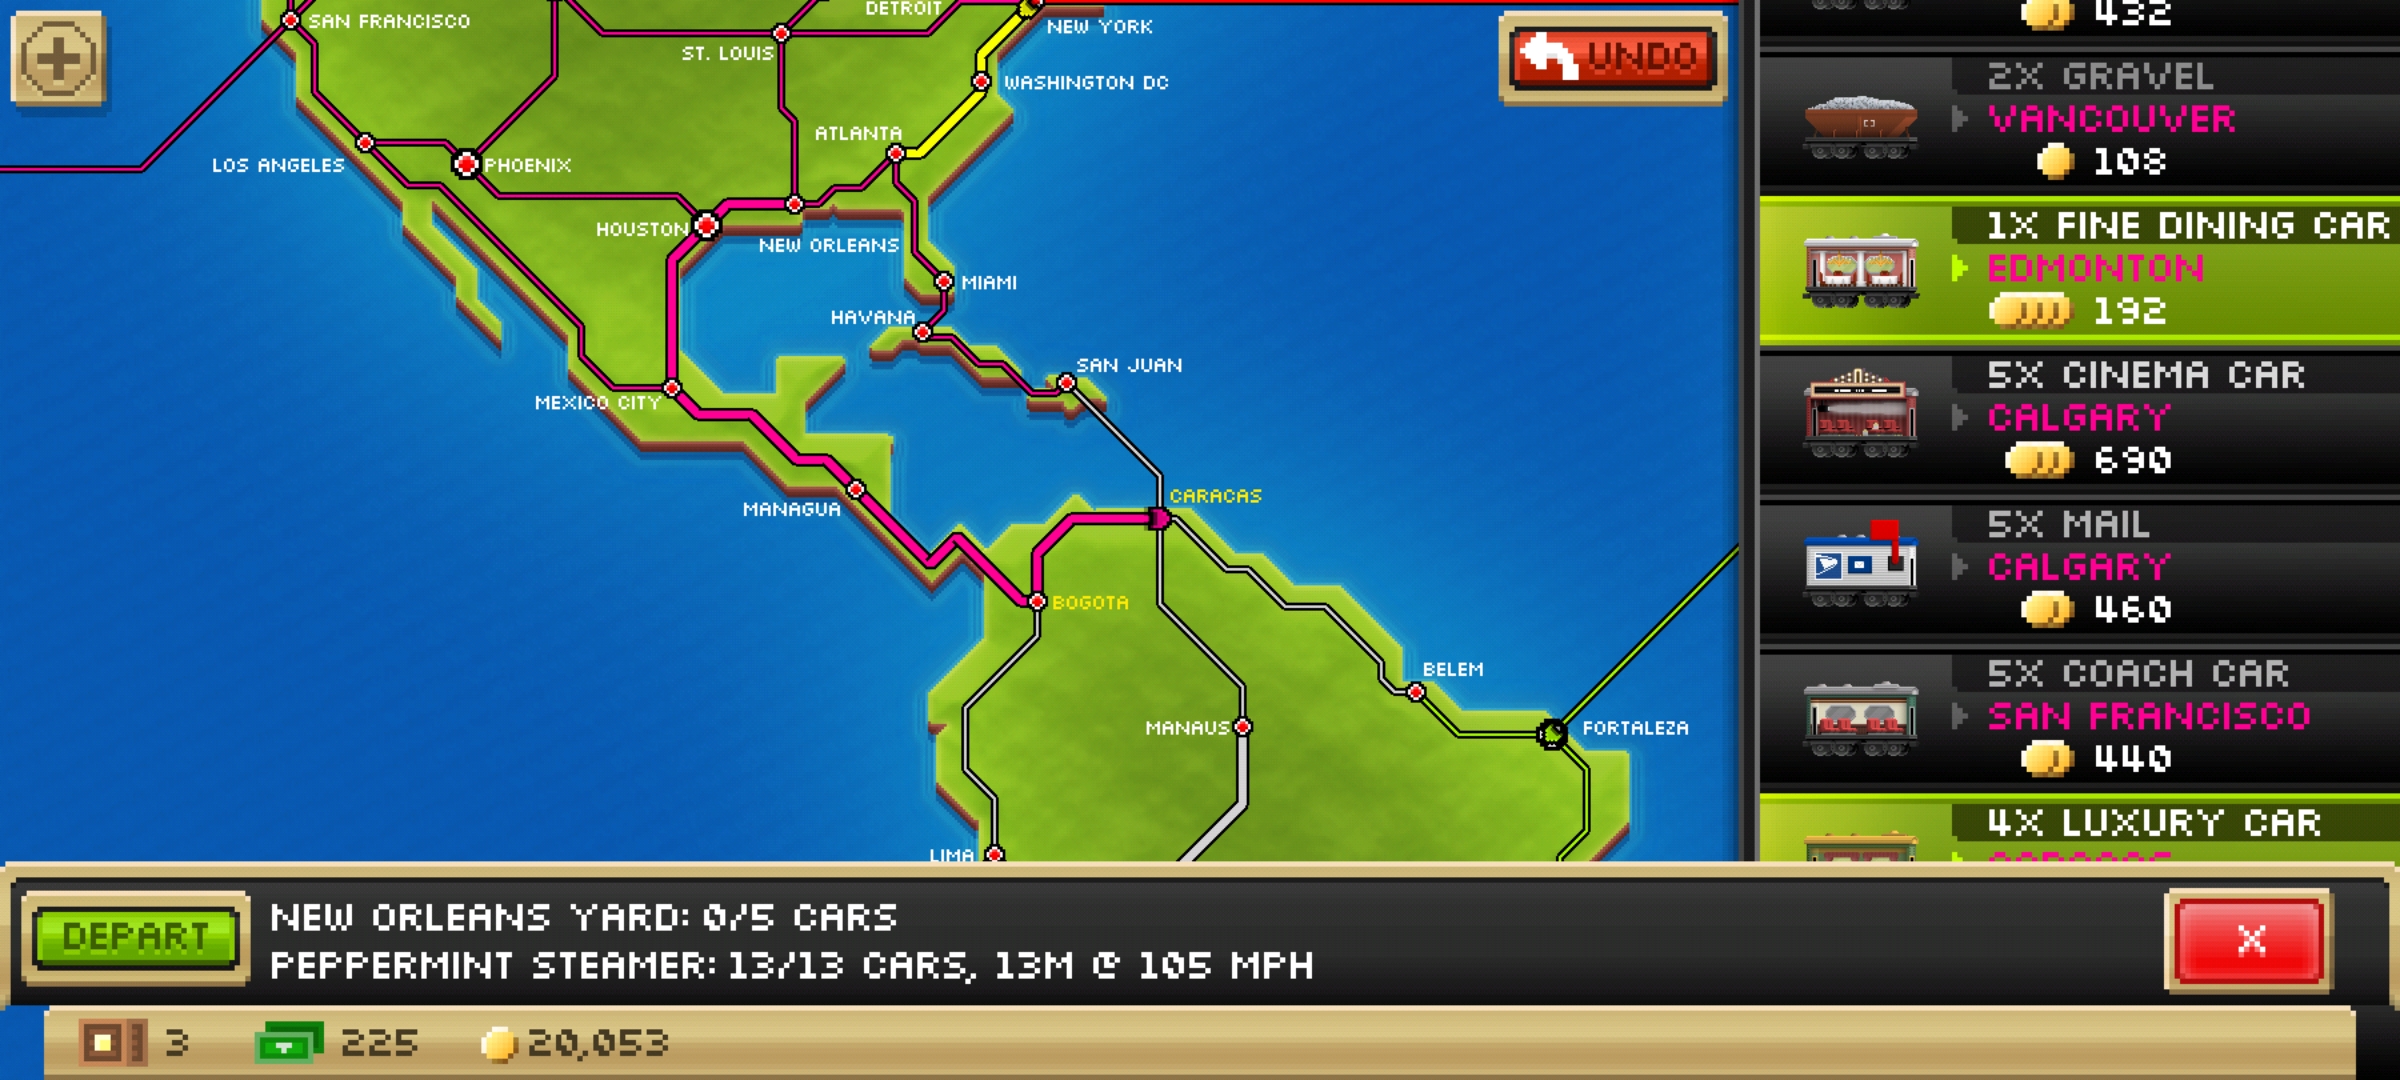 DETROIT
SAN FRANCISCO
NEW YORK
ST. LOUIS
WASHINGTON DC
ATLANTA
LOS ANGELES
PHOENIX
HOUSTON
NEW ORLEANS
MIAMI
HAVANA
SAN JUAN
MEXICO CITY
CARACAS
MANAGUA
BOGOTA
BELEM
MANAUS
FORTALEZA
LIMA
UNDO
432
2X GRAVEL
VANCOUVER
108
1X FINE DINING CAR
EDMONTON
192
5X CINEMA CAR
CALGARY
690
5X MAIL
CALGARY
460
5X COACH CAR
SAN FRANCISCO
440
4X LUXURY CAR
DEPART
NEW ORLEANS YARD: 0/5 CARS
PEPPERMINT STEAMER: 13/13 CARS, 13M @ 105 MPH
X
3
225
20,053